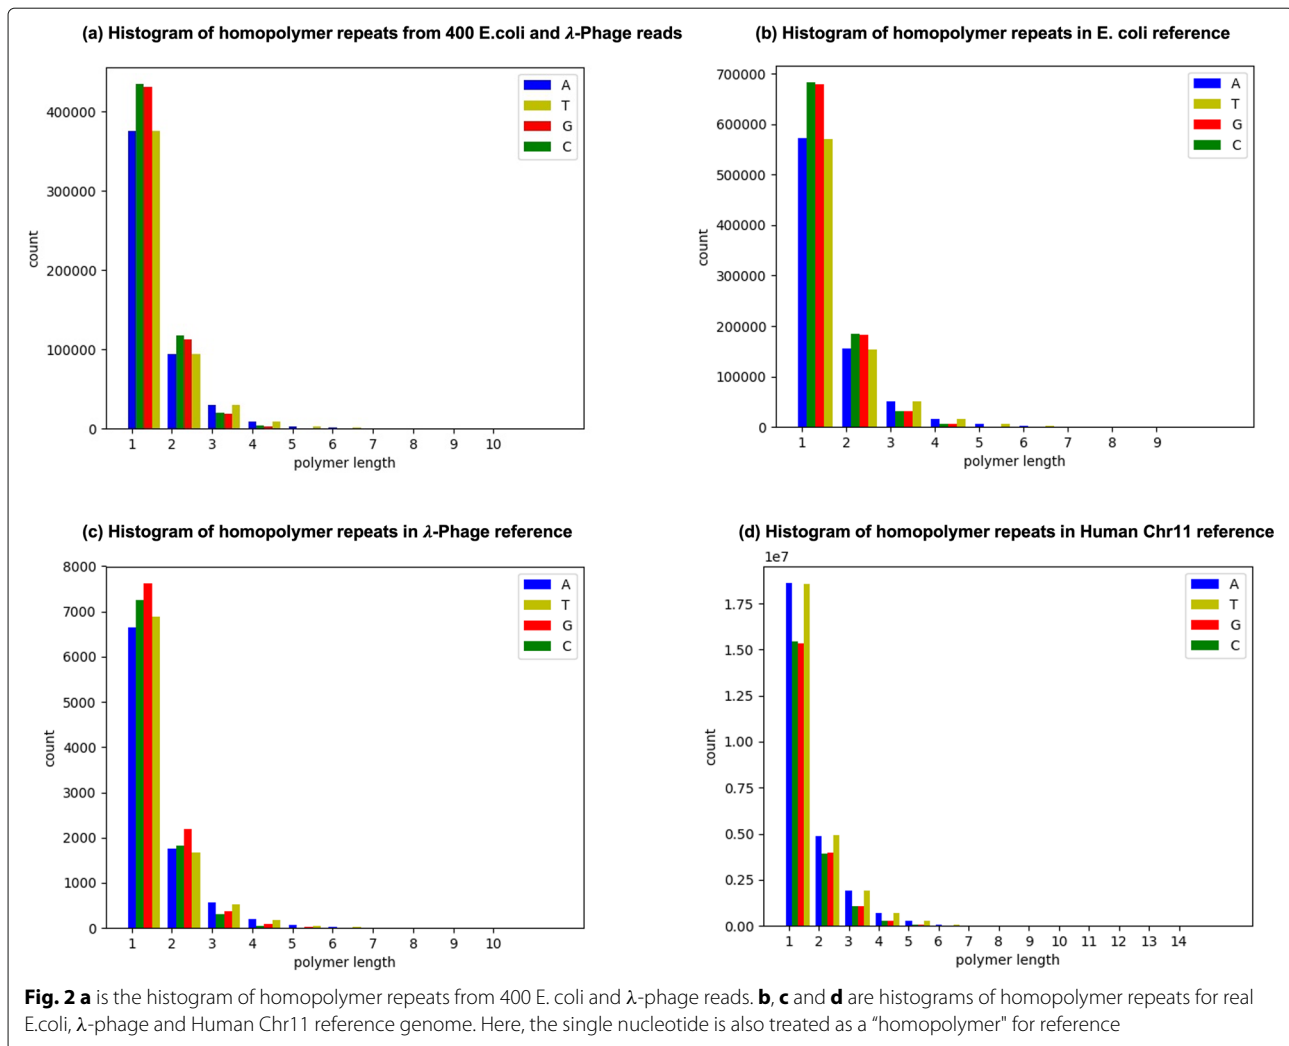 (a) Histogram of homopolymer repeats from 400 E.coli and λ-Phage reads
400000
300000
200000
100000
0
count
A
T
G
C
1 2 3 4 5 6 7 8 9 10
polymer length
(b) Histogram of homopolymer repeats in E. coli reference
700000
600000
500000
400000
300000
200000
100000
0
count
A
T
G
C
1 2 3 4 5 6 7 8 9
polymer length
(c) Histogram of homopolymer repeats in λ-Phage reference
8000
7000
6000
5000
4000
3000
2000
1000
0
count
A
T
G
C
1 2 3 4 5 6 7 8 9 10
polymer length
(d) Histogram of homopolymer repeats in Human Chr11 reference
1e7
1.75
1.50
1.25
1.00
0.75
0.50
0.25
0.00
count
A
T
G
C
1 2 3 4 5 6 7 8 9 10 11 12 13 14
polymer length
Fig. 2 a is the histogram of homopolymer repeats from 400 E. coli and λ-phage reads. b, c and d are histograms of homopolymer repeats for real
E.coli, λ-phage and Human Chr11 reference genome. Here, the single nucleotide is also treated as a “homopolymer" for reference